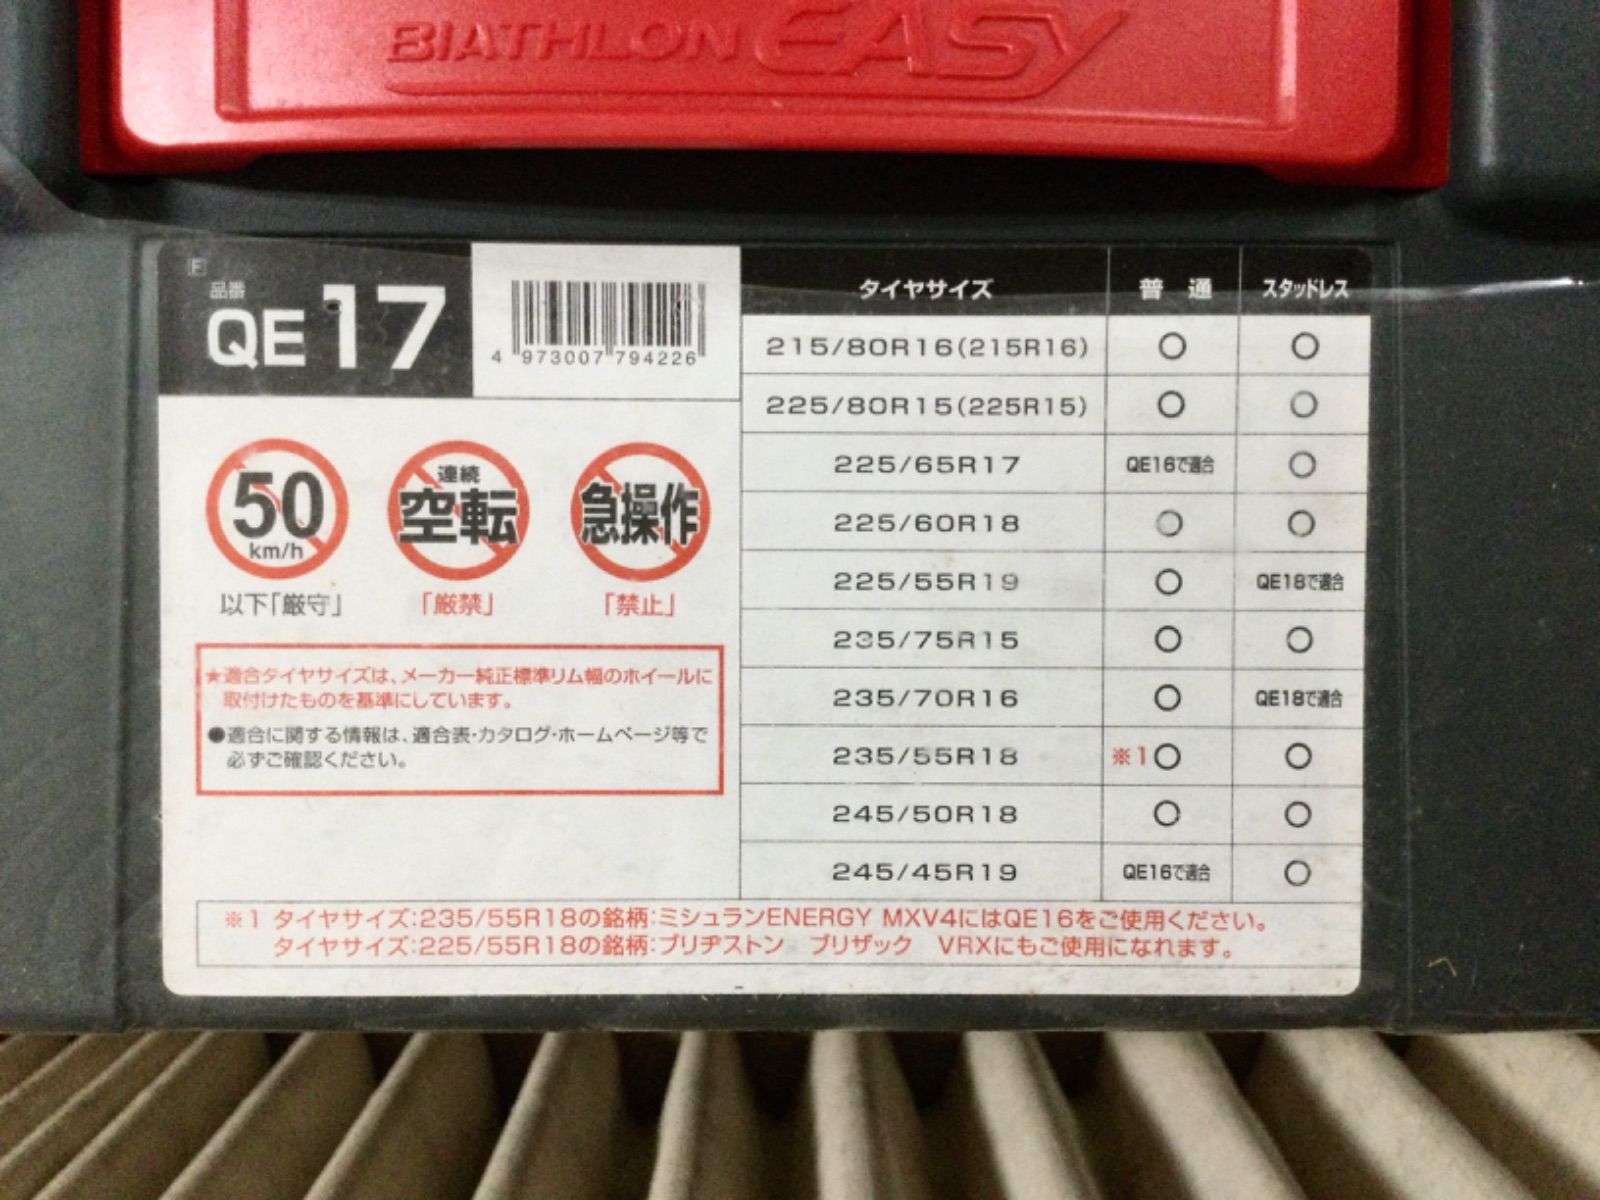 BIATHLON EASY
F
品番
QE17
4 973007 794226
50
km/h
以下「厳守」
連続
空転
「厳禁」
急操作
「禁止」
★適合タイヤサイズは、メーカー純正標準リム幅のホイールに
取付けたものを基準にしています。
●適合に関する情報は、適合表・カタログ・ホームページ等で
必ずご確認ください。
タイヤサイズ 普通 スタッドレス
215/80R16(215R16) ○ ○
225/80R15(225R15) ○ ○
225/65R17 QE16で適合 ○
225/60R18 ○ ○
225/55R19 ○ QE18で適合
235/75R15 ○ ○
235/70R16 ○ QE18で適合
235/55R18 ※1○ ○
245/50R18 ○ ○
245/45R19 QE16で適合 ○
※1 タイヤサイズ:235/55R18の銘柄:ミシュランENERGY MXV4にはQE16をご使用ください。
タイヤサイズ:225/55R18の銘柄:ブリヂストン ブリザック VRXにもご使用になれます。